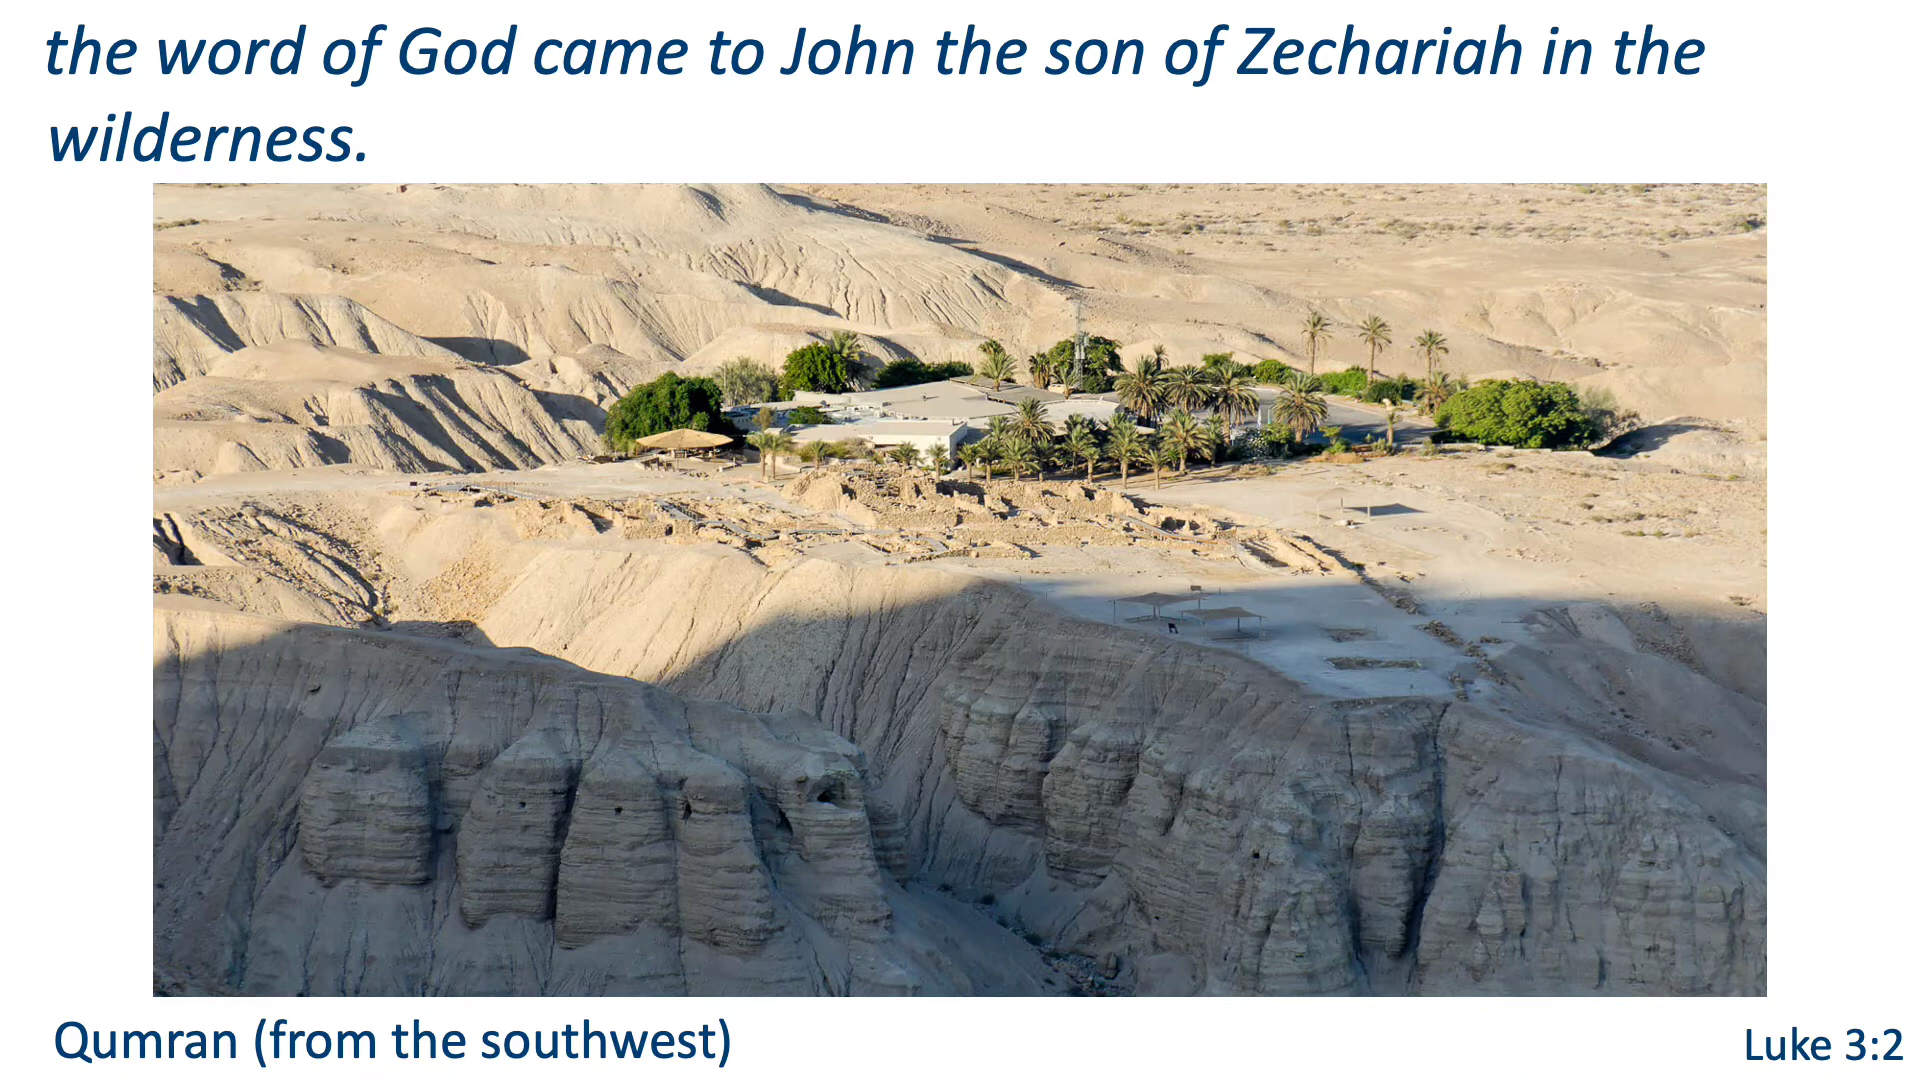 the word of God came to John the son of Zechariah in the
wilderness.
Qumran (from the southwest)
Luke 3:2